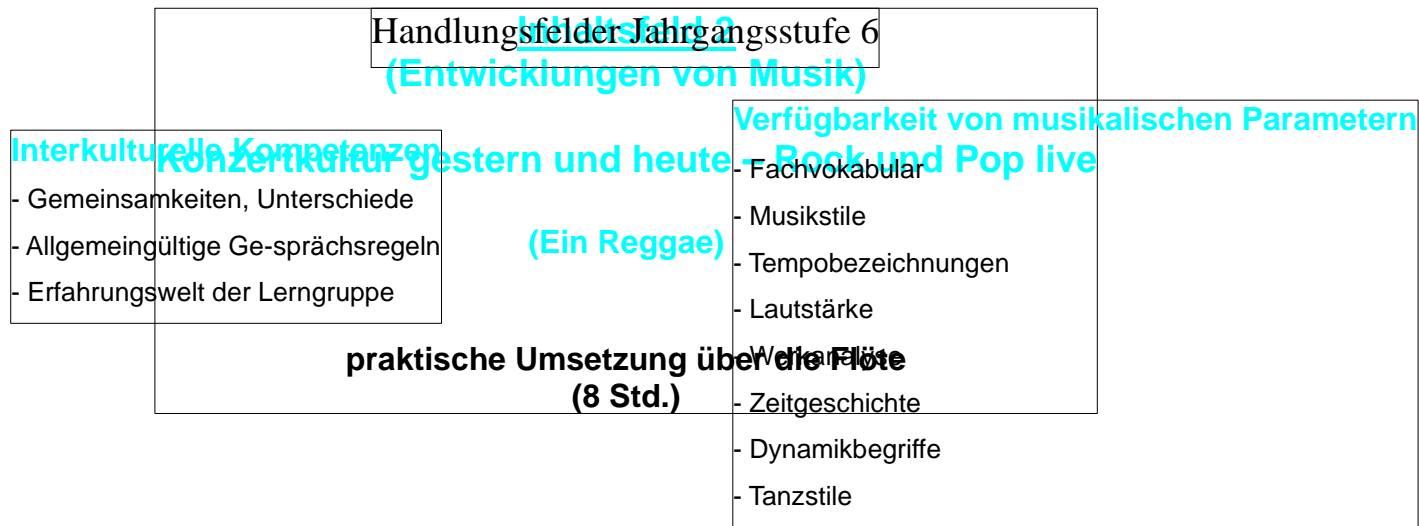 Handlungsfelder Jahrgangsstufe 6
Inhaltsfeld 2
(Entwicklungen von Musik)
Konzertkultur gestern und heute – Rock und Pop live
(Ein Reggae)
praktische Umsetzung über die Flöte
(8 Std.)
Interkulturelle Kompetenzen
- Gemeinsamkeiten, Unterschiede
- Allgemeingültige Ge-sprächsregeln
- Erfahrungswelt der Lerngruppe
Verfügbarkeit von musikalischen Parametern
- Fachvokabular
- Musikstile
- Tempobezeichnungen
- Lautstärke
- Werkanalyse
- Zeitgeschichte
- Dynamikbegriffe
- Tanzstile